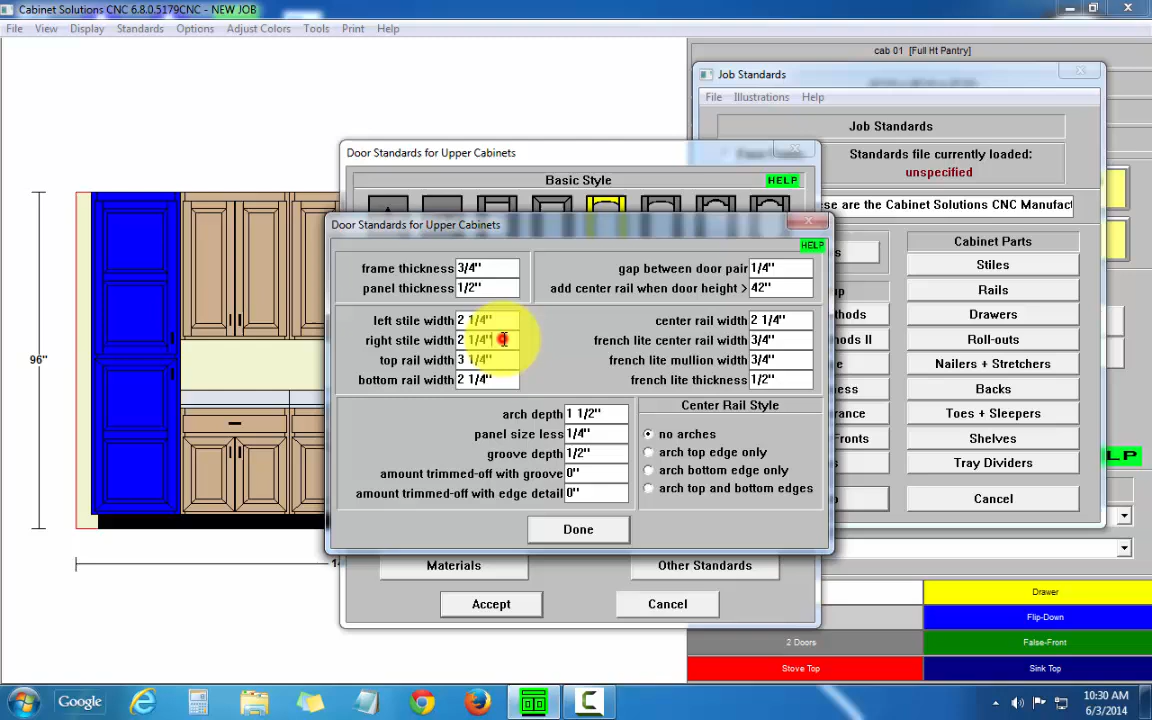 Cabinet Solutions CNC 6.8.0.5179CNC - NEW JOB
File View Display Standards Options Adjust Colors Tools Print Help
cab 01 [Full Ht Pantry]
Job Standards
File Illustrations Help
Job Standards
Standards file currently loaded:
unspecified
se are the Cabinet Solutions CNC Manufact
Cabinet Parts
Stiles
Rails
Drawers
Roll-outs
Nailers + Stretchers
Backs
Toes + Sleepers
Shelves
Tray Dividers
Cancel
Door Standards for Upper Cabinets
Basic Style
HELP
Door Standards for Upper Cabinets
HELP
frame thickness 3/4"
panel thickness 1/2"
gap between door pair 1/4"
add center rail when door height > 42"
left stile width 2 1/4"
right stile width 2 1/4"
top rail width 3 1/4"
bottom rail width 2 1/4"
center rail width 2 1/4"
french lite center rail width 3/4"
french lite mullion width 3/4"
french lite thickness 1/2"
arch depth 1 1/2"
panel size less 1/4"
groove depth 1/2"
amount trimmed-off with groove 0"
amount trimmed-off with edge detail 0"
Center Rail Style
no arches
arch top edge only
arch bottom edge only
arch top and bottom edges
Done
Materials
Other Standards
Accept
Cancel
96"
Drawer
Flip-Down
2 Doors
False-Front
Stove Top
Sink Top
Google
10:30 AM
6/3/2014